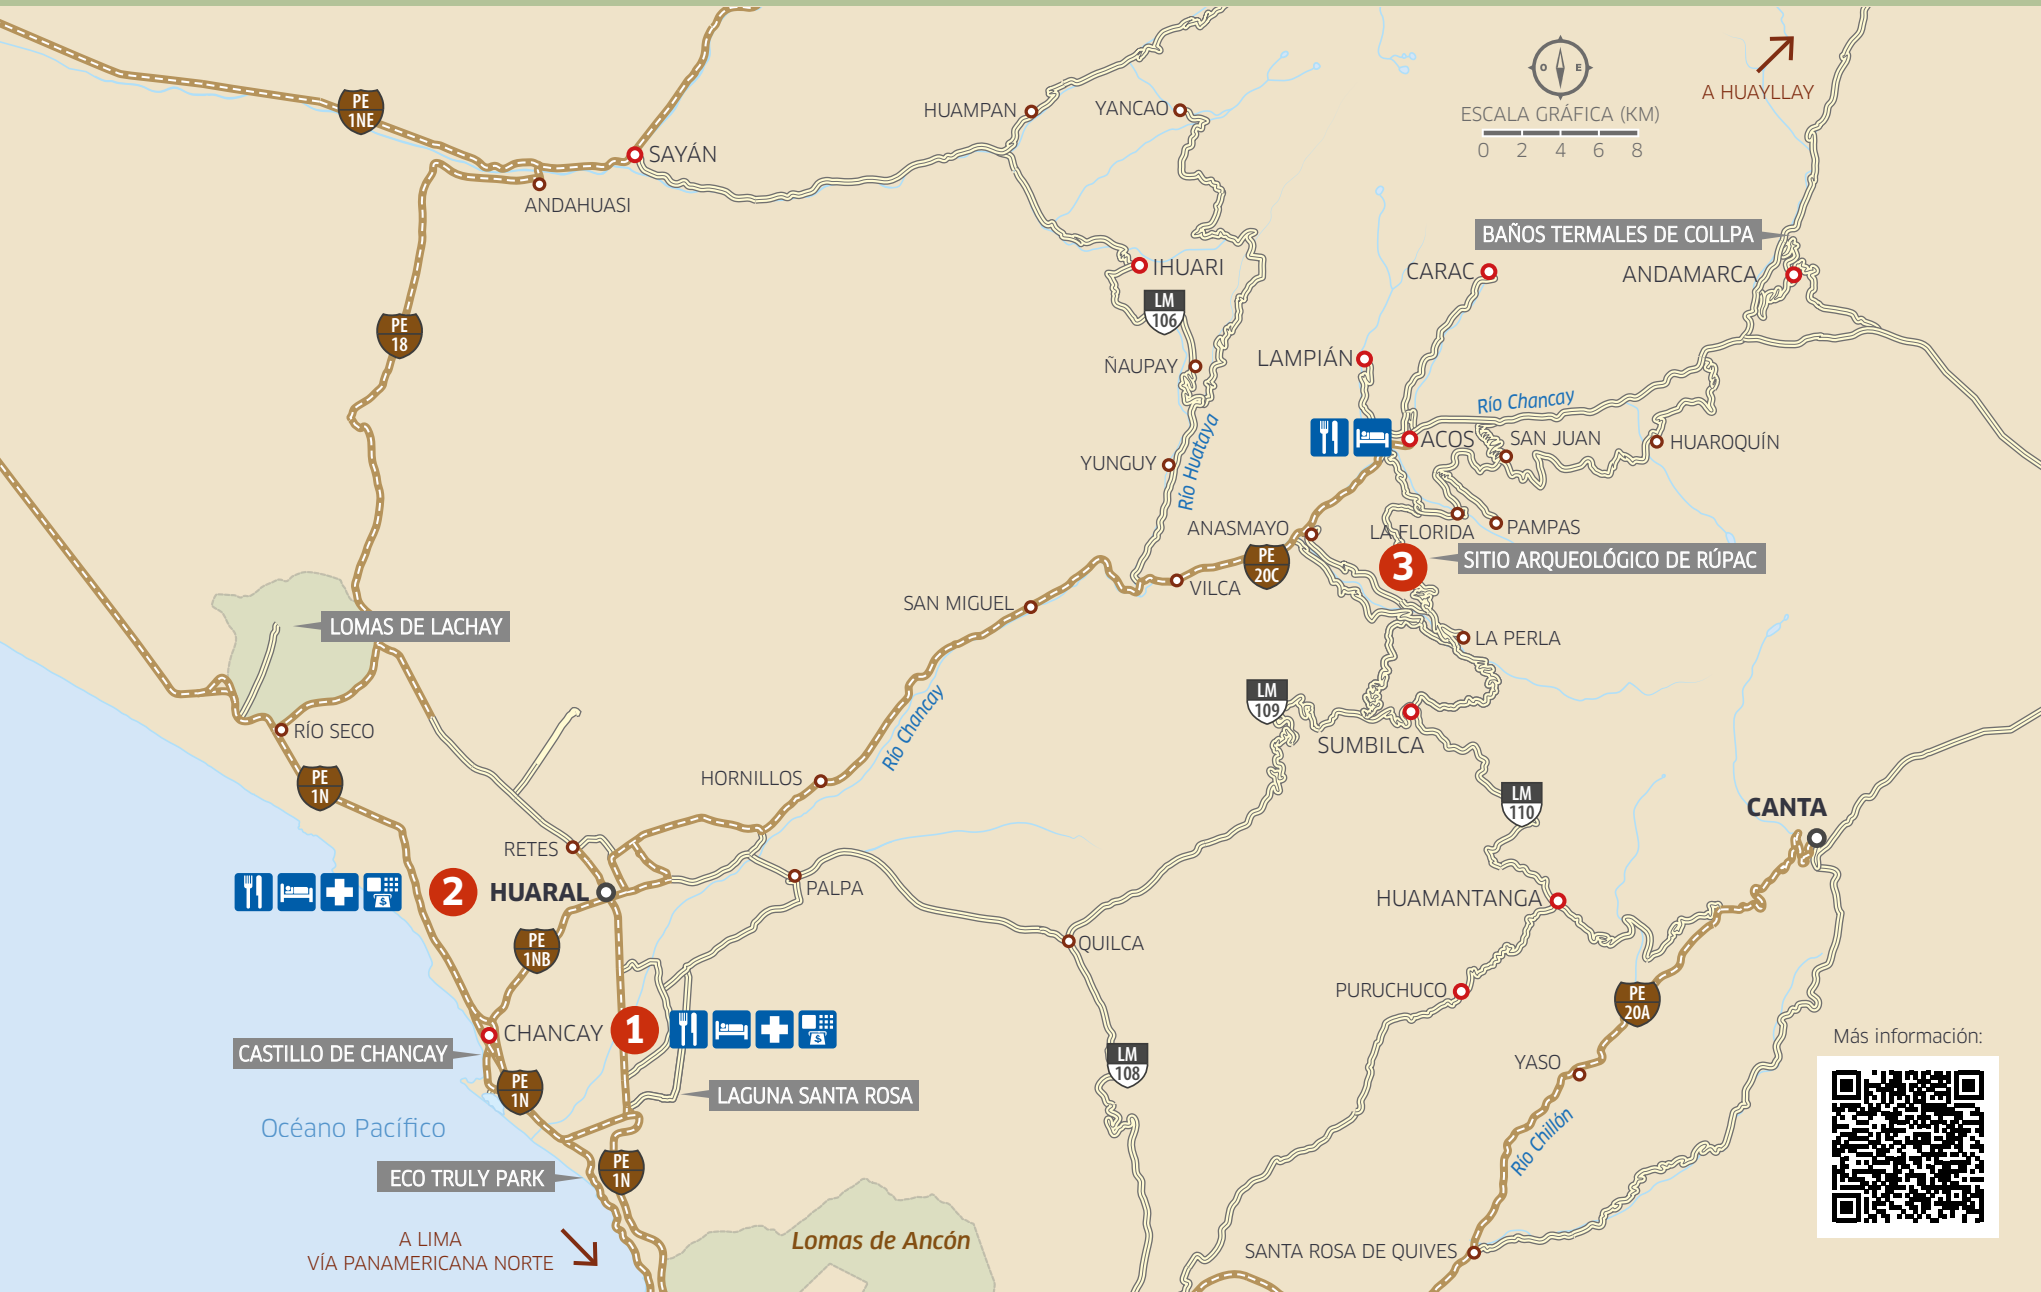 A HUAYLLAY
O E
ESCALA GRÁFICA (KM)
0 2 4 6 8
PE
1NE
HUAMPAN
YANCAO
SAYÁN
ANDAHUASI
BAÑOS TERMALES DE COLLPA
IHUARI
CARAC
ANDAMARCA
LM
106
PE
18
ÑAUPAY
LAMPIÁN
Río Chancay
ACOS
SAN JUAN
HUAROQUÍN
YUNGUY
Río Huataya
ANASMAYO
LA FLORIDA
PAMPAS
PE
20C
3
SITIO ARQUEOLÓGICO DE RÚPAC
VILCA
SAN MIGUEL
LOMAS DE LACHAY
LA PERLA
LM
109
RÍO SECO
Río Chancay
SUMBILCA
PE
1N
HORNILLOS
LM
110
CANTA
RETES
2
HUARAL
PALPA
HUAMANTANGA
PE
1NB
QUILCA
PURUCHUCO
PE
20A
CHANCAY
1
Más información:
CASTILLO DE CHANCAY
LM
108
YASO
PE
1N
LAGUNA SANTA ROSA
Océano Pacífico
Río Chillón
ECO TRULY PARK
PE
1N
A LIMA
VÍA PANAMERICANA NORTE
Lomas de Ancón
SANTA ROSA DE QUIVES